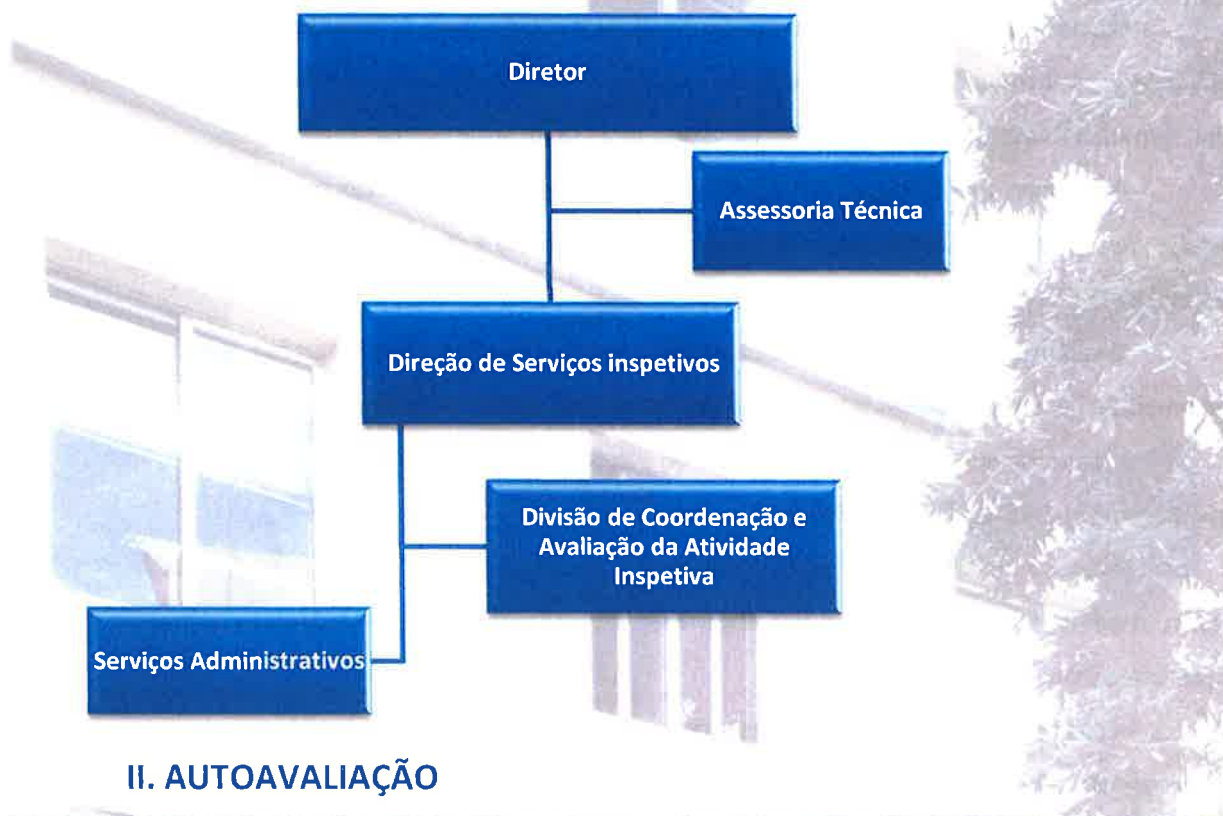 Diretor
Assessoria Técnica
Direção de Serviços inspetivos
Divisão de Coordenação e
Avaliação da Atividade
Inspetiva
Serviços Administrativos
II. AUTOAVALIAÇÃO